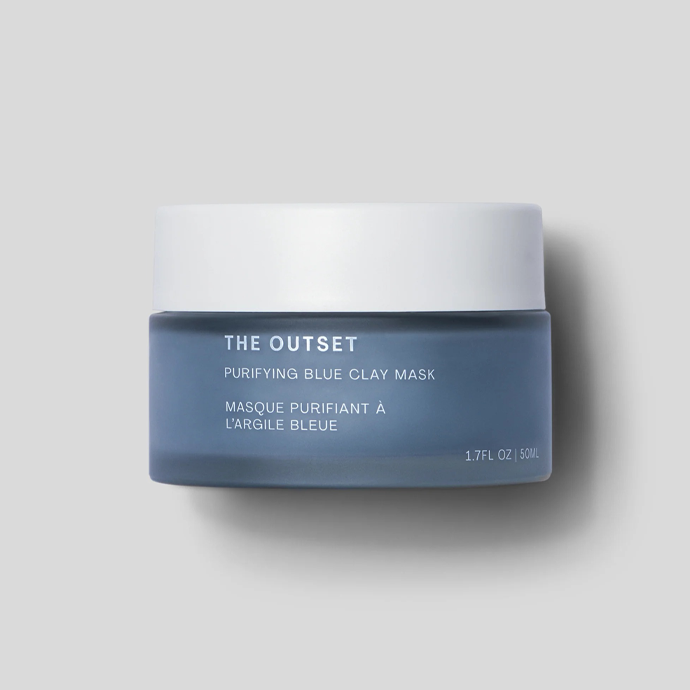 THE OUTSET
PURIFYING BLUE CLAY MASK
MASQUE PURIFIANT À
L'ARGILE BLEUE
1.7FL OZ | 50ML